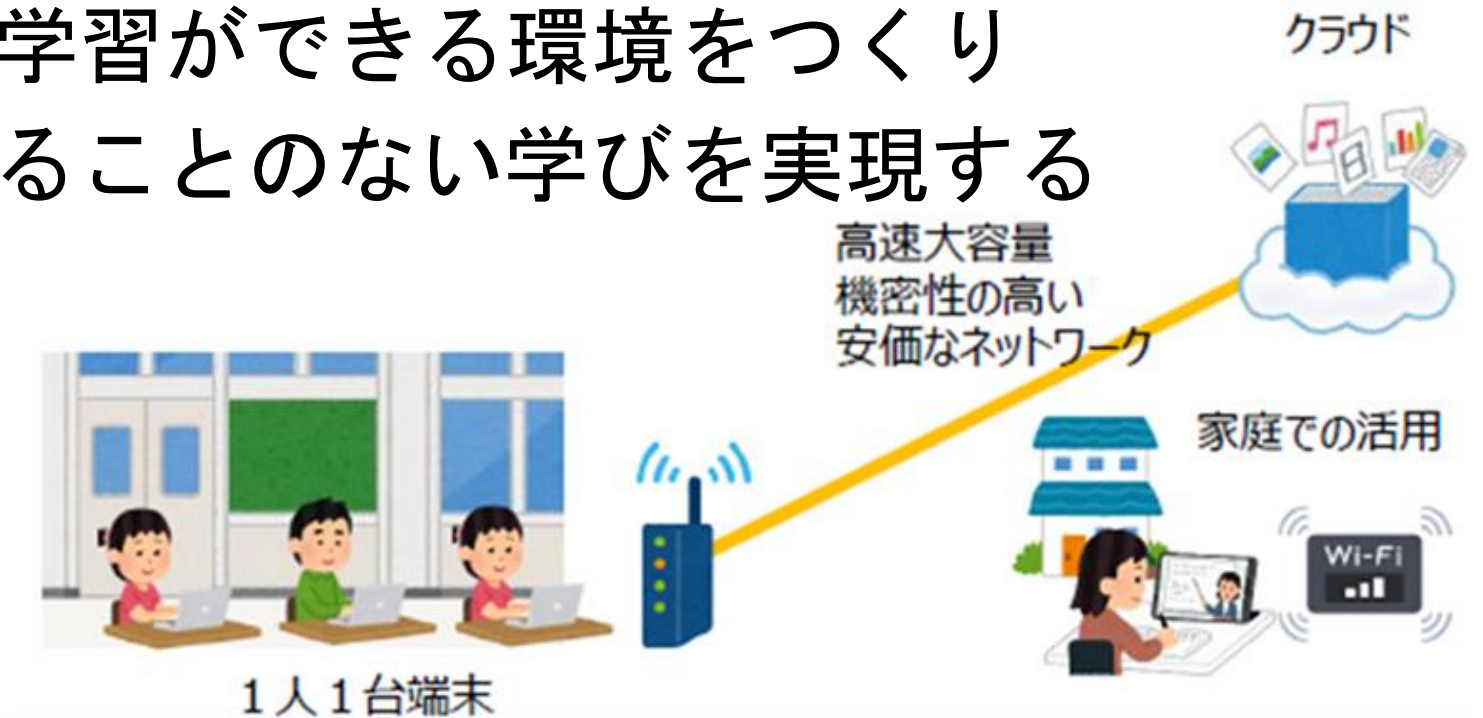 学習ができる環境をつくり
ることのない学びを実現する
クラウド
高速大容量
機密性の高い
安価なネットワーク
家庭での活用
Wi-Fi
１人１台端末